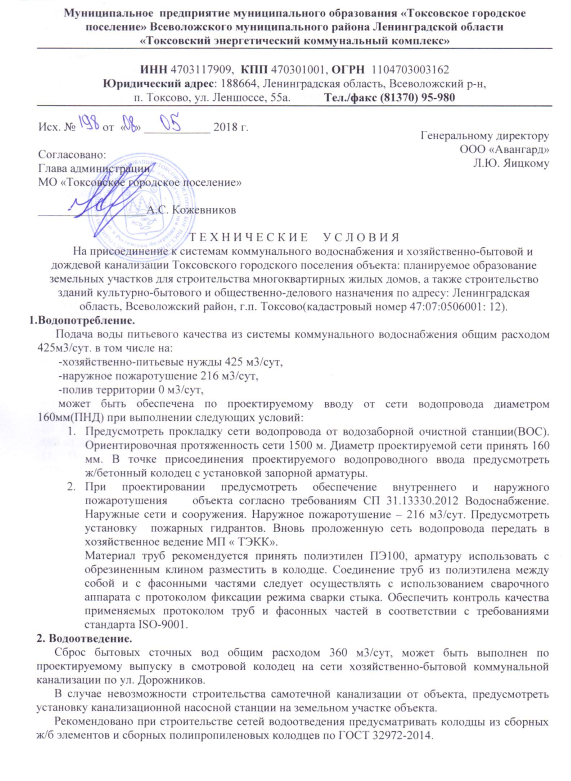 Муниципальное предприятие муниципального образования «Токсовское городское
поселение» Всеволожского муниципального района Ленинградской области
«Токсовский энергетический коммунальный комплекс»
ИНН 4703117909, КПП 470301001, ОГРН 1104703003162
Юридический адрес: 188664, Ленинградская область, Всеволожский р-н,
п. Токсово, ул. Леншоссе, 55а. Тел./факс (81370) 95-980
Исх. № 198 от «08» 05 2018 г.
Генеральному директору
ООО «Авангард»
Л.Ю. Яицкому
Согласовано:
Глава администрации
МО «Токсовское городское поселение»
А.С. Кожевников
ТЕХНИЧЕСКИЕ УСЛОВИЯ
На присоединение к системам коммунального водоснабжения и хозяйственно-бытовой и
дождевой канализации Токсовского городского поселения объекта: планируемое образование
земельных участков для строительства многоквартирных жилых домов, а также строительство
зданий культурно-бытового и общественно-делового назначения по адресу: Ленинградская
область, Всеволожский район, г.п. Токсово(кадастровый номер 47:07:0506001: 12).
1.Водопотребление.
Подача воды питьевого качества из системы коммунального водоснабжения общим расходом
425м3/сут. в том числе на:
-хозяйственно-питьевые нужды 425 м3/сут,
-наружное пожаротушение 216 м3/сут,
-полив территории 0 м3/сут,
может быть обеспечена по проектируемому вводу от сети водопровода диаметром
160мм(ПНД) при выполнении следующих условий:
1. Предусмотреть прокладку сети водопровода от водозаборной очистной станции(ВОС).
Ориентировочная протяженность сети 1500 м. Диаметр проектируемой сети принять 160
мм. В точке присоединения проектируемого водопроводного ввода предусмотреть
ж/бетонный колодец с установкой запорной арматуры.
2. При проектировании предусмотреть обеспечение внутреннего и наружного
пожаротушения объекта согласно требованиям СП 31.13330.2012 Водоснабжение.
Наружные сети и сооружения. Наружное пожаротушение – 216 м3/сут. Предусмотреть
установку пожарных гидрантов. Вновь проложенную сеть водопровода передать в
хозяйственное ведение МП « ТЭКК».
Материал труб рекомендуется принять полиэтилен ПЭ100, арматуру использовать с
обрезиненным клином разместить в колодце. Соединение труб из полиэтилена между
собой и с фасонными частями следует осуществлять с использованием сварочного
аппарата с протоколом фиксации режима сварки стыка. Обеспечить контроль качества
применяемых протоколом труб и фасонных частей в соответствии с требованиями
стандарта ISO-9001.
2. Водоотведение.
Сброс бытовых сточных вод общим расходом 360 м3/сут, может быть выполнен по
проектируемому выпуску в смотровой колодец на сети хозяйственно-бытовой коммунальной
канализации по ул. Дорожников.
В случае невозможности строительства самотечной канализации от объекта, предусмотреть
установку канализационной насосной станции на земельном участке объекта.
Рекомендовано при строительстве сетей водоотведения предусматривать колодцы из сборных
ж/б элементов и сборных полипропиленовых колодцев по ГОСТ 32972-2014.